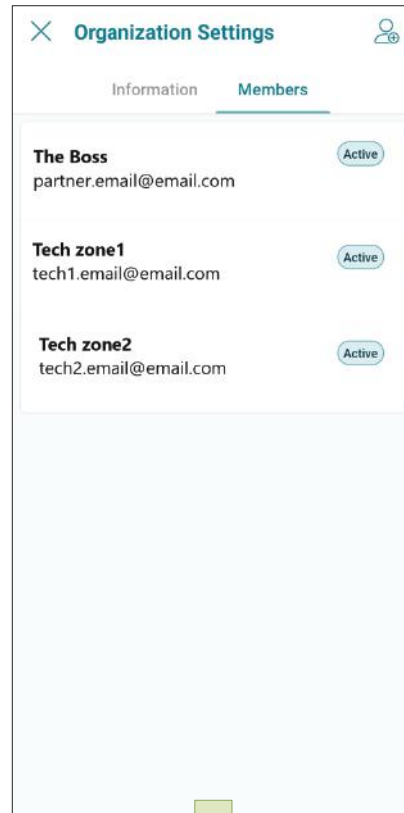 Organization Settings
Information Members
The Boss Active
partner.email@email.com
Tech zone1 Active
tech1.email@email.com
Tech zone2 Active
tech2.email@email.com